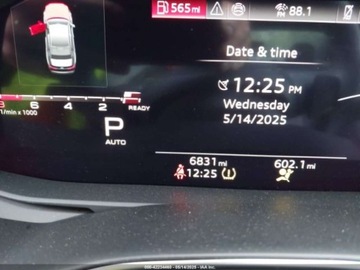 565 mi
88.1
Date & time
12:25 PM
Wednesday
5/14/2025
8 6 4 2
1/min x 1000
READY
P
AUTO
6831 mi
602.1 mi
12:25